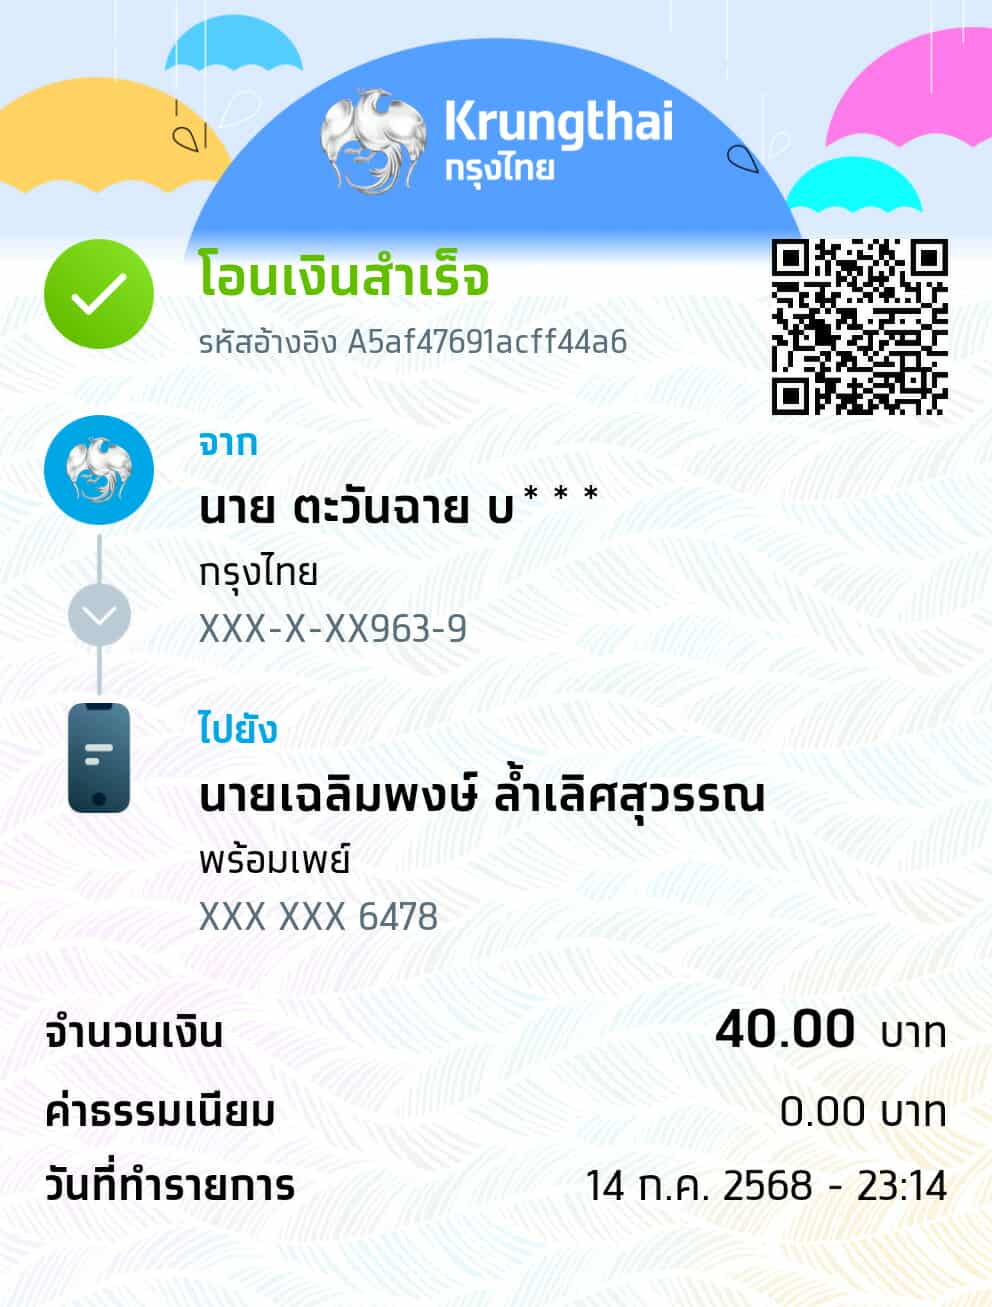 Krungthai
กรุงไทย
โอนเงินสำเร็จ
รหัสอ้างอิง A5af47691acff44a6
จาก
นาย ตะวันฉาย บ***
กรุงไทย
XXX-X-XX963-9
ไปยัง
นายเฉลิมพงษ์ ล้ำเลิศสุวรรณ
พร้อมเพย์
XXX XXX 6478
จำนวนเงิน 40.00 บาท
ค่าธรรมเนียม 0.00 บาท
วันที่ทำรายการ 14 ก.ค. 2568 - 23:14